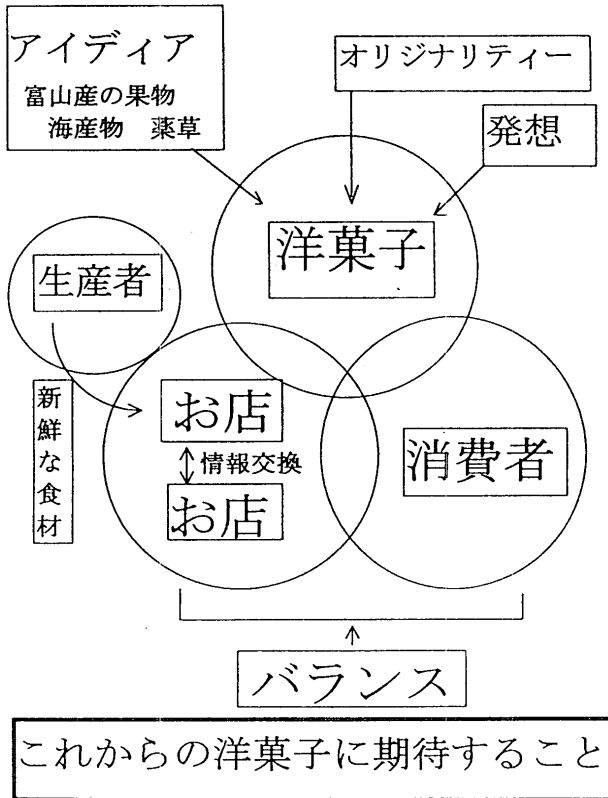 アイディア
富山産の果物
海産物 薬草
オリジナリティー
発想
洋菓子
生産者
新鮮な食材
お店
情報交換
お店
消費者
バランス
これからの洋菓子に期待すること